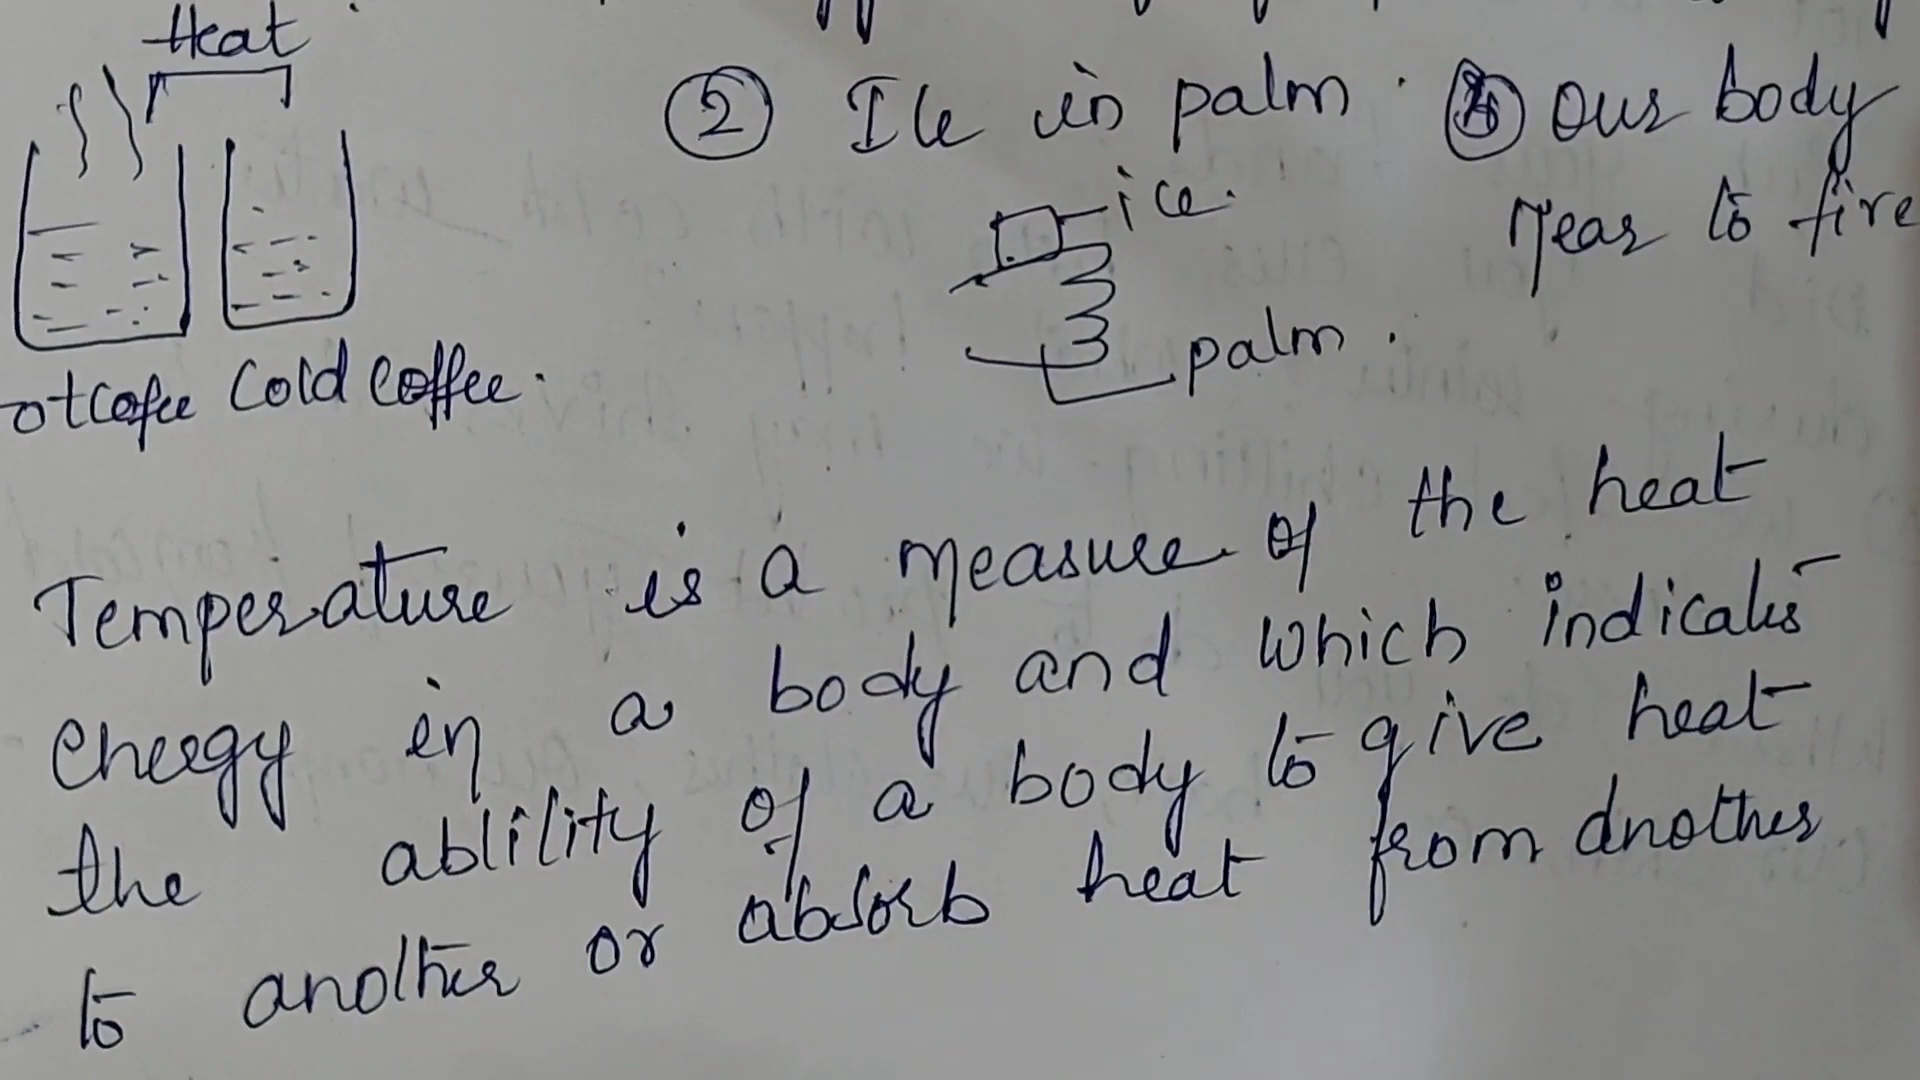 Heat
② Ice in palm. Our body
near to fire
ice.
palm.
otCofee Cold Coffee.
Temperature is a measure of the heat
energy in a body and which indicates
the ablility of a body to give heat
to another or absorb heat from another